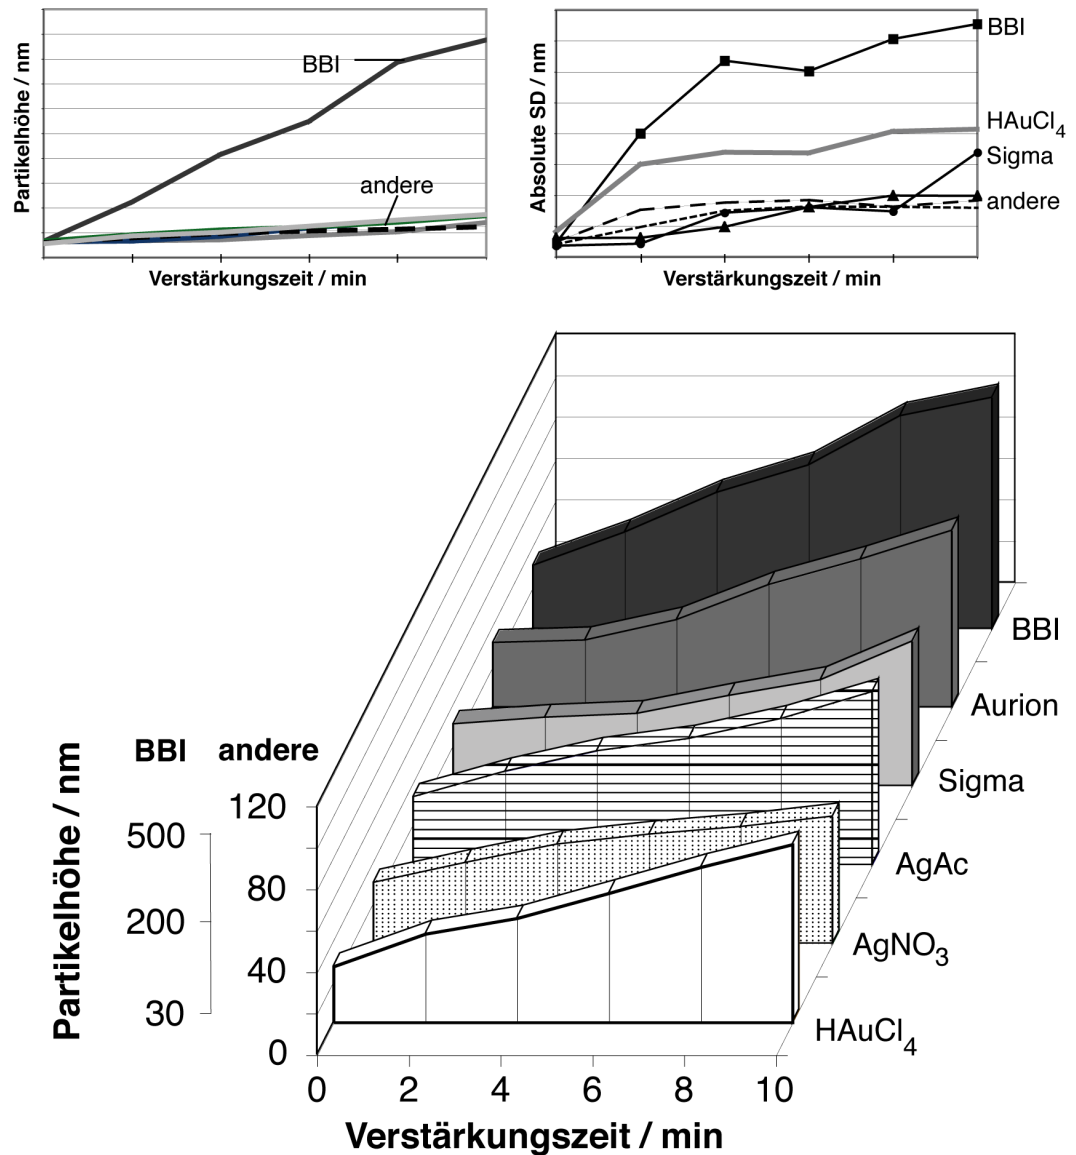 Partikelhöhe / nm
BBI
andere
Verstärkungszeit / min
Absolute SD / nm
BBI
HAuCl4
Sigma
andere
Verstärkungszeit / min
BBI
Aurion
Sigma
AgAc
AgNO3
HAuCl4
Partikelhöhe / nm
BBI andere
120
500
80
200
40
30
0
0 2 4 6 8 10
Verstärkungszeit / min